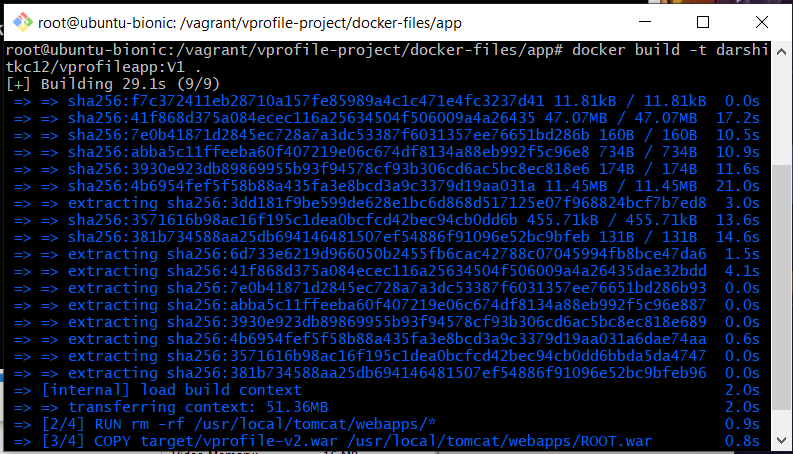 root@ubuntu-bionic: /vagrant/vprofile-project/docker-files/app
root@ubuntu-bionic:/vagrant/vprofile-project/docker-files/app# docker build -t darshi
tkc12/vprofileapp:V1 .
[+] Building 29.1s (9/9)
=> => sha256:f7c372411eb28710a157fe85989a4c1c471e4fc3237d41 11.81kB / 11.81kB 0.0s
=> => sha256:41f868d375a084ecec116a25634504f506009a4a26435 47.07MB / 47.07MB 17.2s
=> => sha256:7e0b41871d2845ec728a7a3dc53387f6031357ee76651bd286b 160B / 160B 10.5s
=> => sha256:abba5c11ffeeba60f407219e06c674df8134a88eb992f5c96e8 734B / 734B 10.9s
=> => sha256:3930e923db89869955b93f94578cf93b306cd6ac5bc8ec818e6 174B / 174B 11.6s
=> => sha256:4b6954fef5f58b88a435fa3e8bcd3a9c3379d19aa031a 11.45MB / 11.45MB 21.0s
=> => extracting sha256:3dd181f9be599de628e1bc6d868d517125e07f968824bcf7b7ed8 3.0s
=> => sha256:3571616b98ac16f195c1dea0bcfcd42bec94cb0dd6b 455.71kB / 455.71kB 13.6s
=> => sha256:381b734588aa25db694146481507ef54886f91096e52bc9bfeb 131B / 131B 14.6s
=> => extracting sha256:6d733e6219d966050b2455fb6cac42788c07045994fb8bce47da6 1.5s
=> => extracting sha256:41f868d375a084ecec116a25634504f506009a4a26435dae32bdd 4.1s
=> => extracting sha256:7e0b41871d2845ec728a7a3dc53387f6031357ee76651bd286b93 0.0s
=> => extracting sha256:abba5c11ffeeba60f407219e06c674df8134a88eb992f5c96e887 0.0s
=> => extracting sha256:3930e923db89869955b93f94578cf93b306cd6ac5bc8ec818e689 0.0s
=> => extracting sha256:4b6954fef5f58b88a435fa3e8bcd3a9c3379d19aa031a6dae74aa 0.6s
=> => extracting sha256:3571616b98ac16f195c1dea0bcfcd42bec94cb0dd6bbda5da4747 0.0s
=> => extracting sha256:381b734588aa25db694146481507ef54886f91096e52bc9bfeb96 0.0s
=> [internal] load build context 2.0s
=> => transferring context: 51.36MB 2.0s
=> [2/4] RUN rm -rf /usr/local/tomcat/webapps/* 0.9s
=> [3/4] COPY target/vprofile-v2.war /usr/local/tomcat/webapps/ROOT.war 0.8s